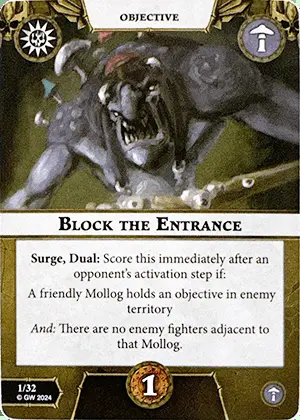 OBJECTIVE
BLOCK THE ENTRANCE
Surge, Dual: Score this immediately after an
opponent's activation step if:
A friendly Mollog holds an objective in enemy
territory
And: There are no enemy fighters adjacent to
that Mollog.
1/32
© GW 2024
1